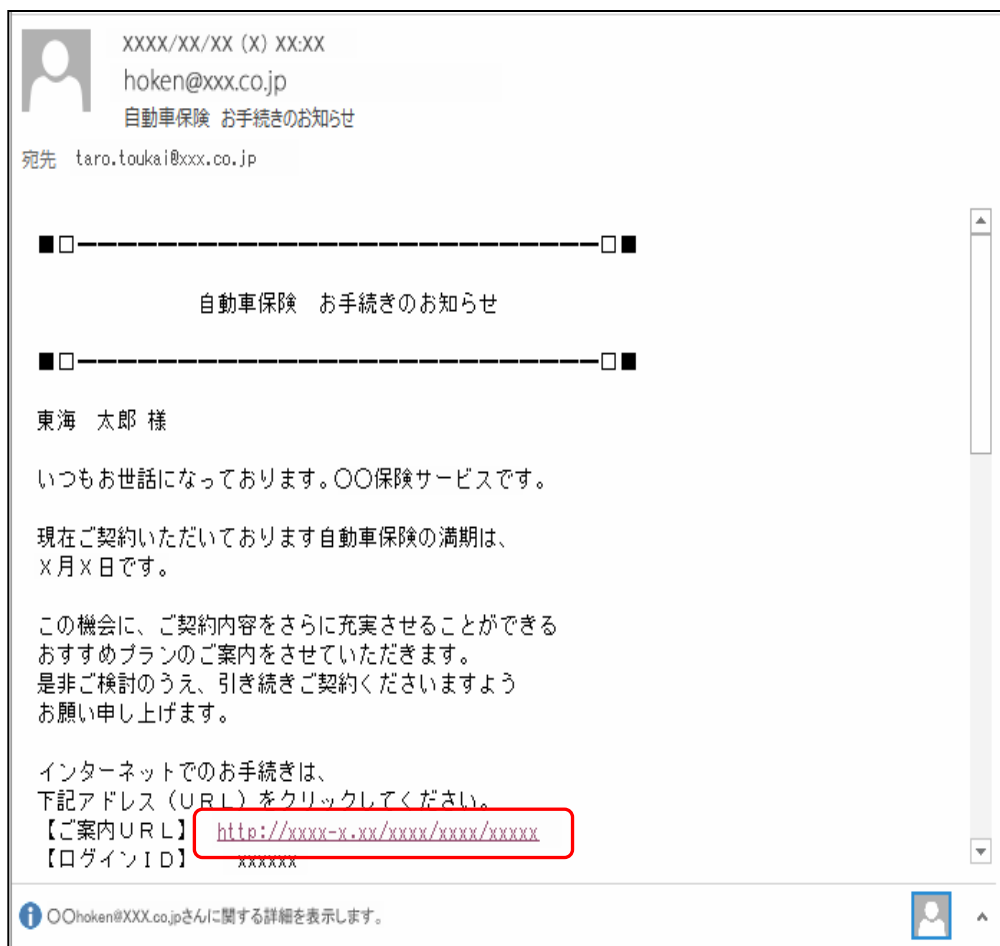 XXXX/XX/XX (X) XX:XX
hoken@xxx.co.jp
自動車保険 お手続きのお知らせ
宛先 taro.toukai@xxx.co.jp
■□━━━━━━━━━━━━━━━━━━━━━━━━━━□■
自動車保険 お手続きのお知らせ
■□━━━━━━━━━━━━━━━━━━━━━━━━━━□■
東海 太郎 様
いつもお世話になっております。〇〇保険サービスです。
現在ご契約いただいております自動車保険の満期は、
X月X日です。
この機会に、ご契約内容をさらに充実させることができる
おすすめプランのご案内をさせていただきます。
是非ご検討のうえ、引き続きご契約くださいますよう
お願い申し上げます。
インターネットでのお手続きは、
下記アドレス（ＵＲＬ）をクリックしてください。
【ご案内ＵＲＬ】 http://xxxx-x.xx/xxxx/xxxx/xxxxx
【ログインＩＤ】 xxxxxx
〇〇hoken@XXX.co.jpさんに関する詳細を表示します。